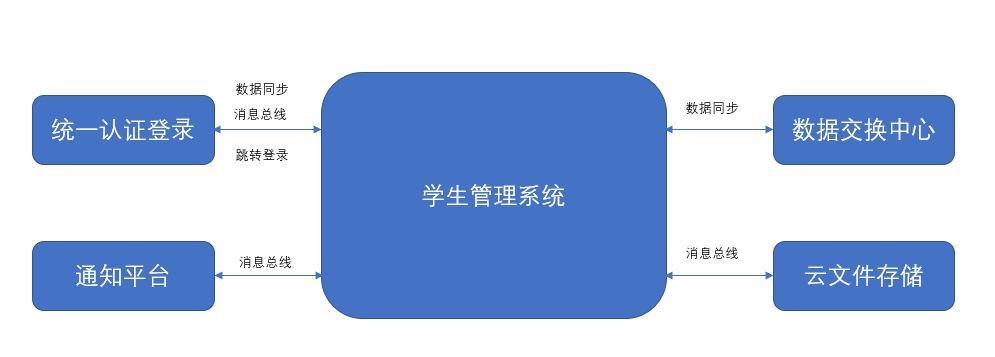 数据同步
消息总线
统一认证登录
跳转登录
数据同步
数据交换中心
学生管理系统
通知平台
消息总线
消息总线
云文件存储